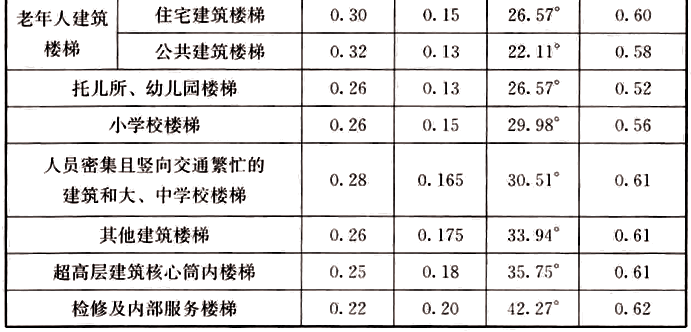 老年人建筑楼梯 住宅建筑楼梯 0.30 0.15 26.57° 0.60
公共建筑楼梯 0.32 0.13 22.11° 0.58
托儿所、幼儿园楼梯 0.26 0.13 26.57° 0.52
小学校楼梯 0.26 0.15 29.98° 0.56
人员密集且竖向交通繁忙的
建筑和大、中学校楼梯 0.28 0.165 30.51° 0.61
其他建筑楼梯 0.26 0.175 33.94° 0.61
超高层建筑核心筒内楼梯 0.25 0.18 35.75° 0.61
检修及内部服务楼梯 0.22 0.20 42.27° 0.62